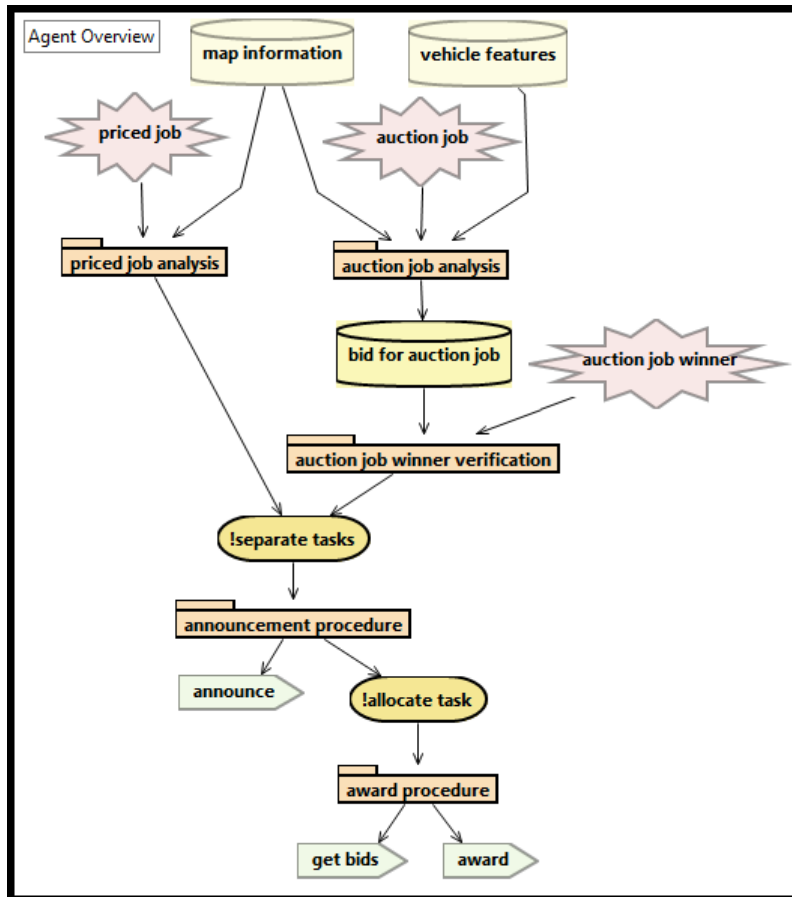 Agent Overview
map information
vehicle features
priced job
auction job
priced job analysis
auction job analysis
bid for auction job
auction job winner
auction job winner verification
!separate tasks
announcement procedure
announce
!allocate task
award procedure
get bids
award